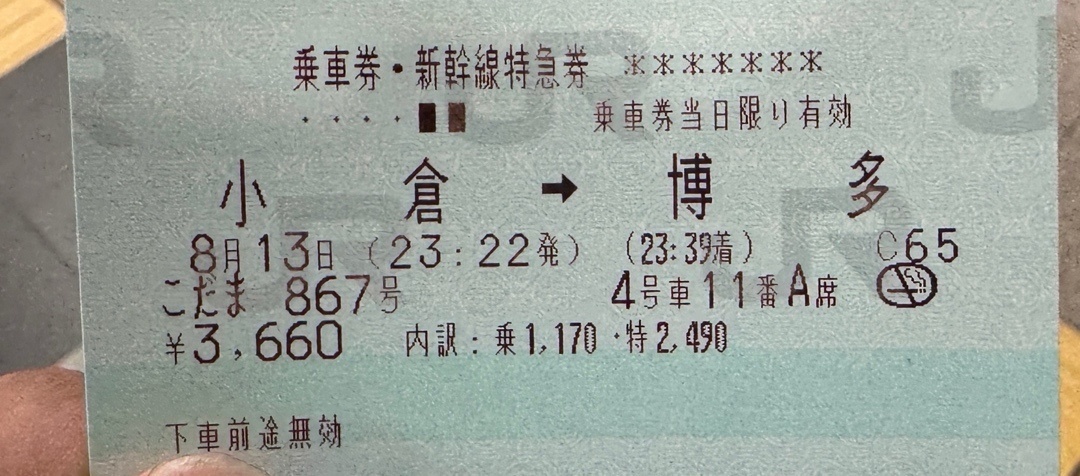 乗車券・新幹線特急券 ********
・・・・■■ 乗車券当日限り有効
小倉 → 博多
8月13日 (23:22発) (23:39着) C65
こだま 867号 4号車11番A席
¥3,660 内訳:乗1,170・特2,490
下車前途無効